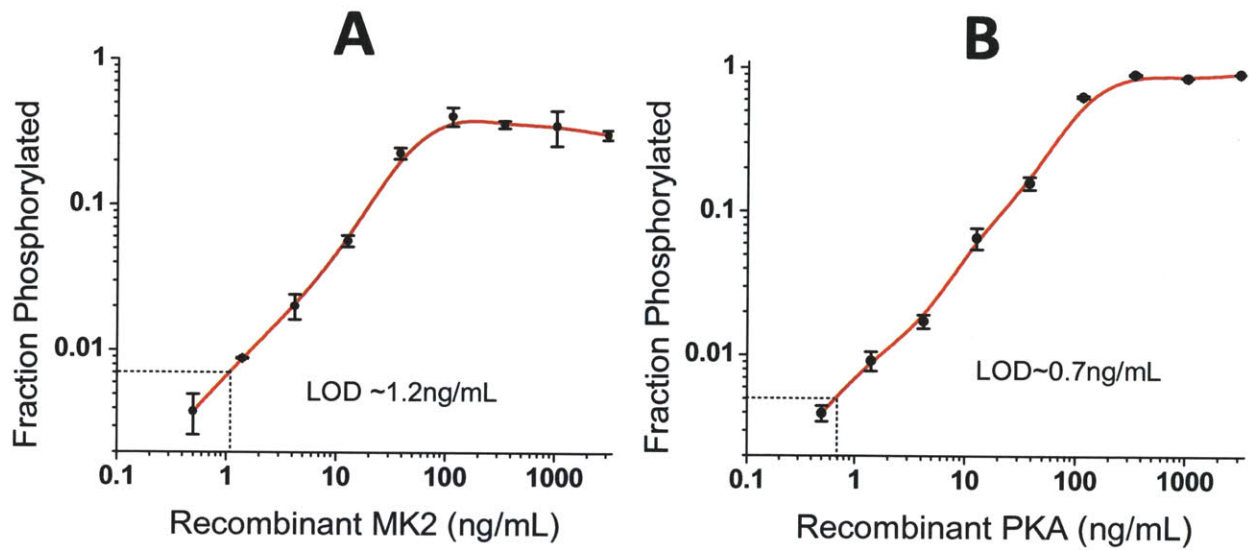 A
Fraction Phosphorylated
1
0.1
0.01
LOD ~1.2ng/mL
0.1 1 10 100 1000
Recombinant MK2 (ng/mL)
B
Fraction Phosphorylated
1
0.1
0.01
LOD~0.7ng/mL
0.1 1 10 100 1000
Recombinant PKA (ng/mL)